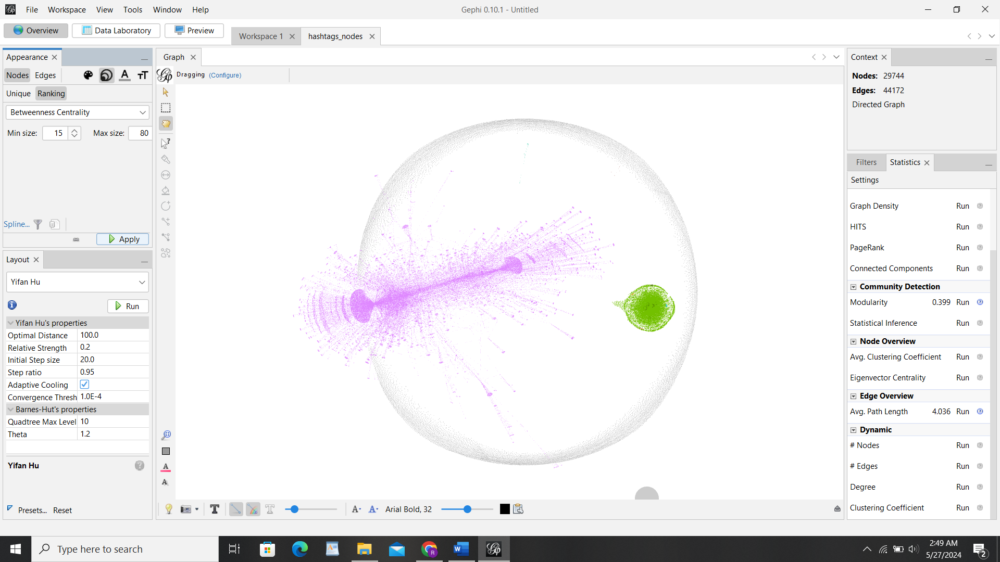 File Workspace View Tools Window Help
Gephi 0.10.1 - Untitled
Overview Data Laboratory Preview
Workspace 1 hashtags_nodes
Appearance
Nodes Edges
Unique Ranking
Betweenness Centrality
Min size: 15 Max size: 80
Spline...
Apply
Layout
Yifan Hu
Run
Yifan Hu's properties
Optimal Distance 100.0
Relative Strength 0.2
Initial Step size 20.0
Step ratio 0.95
Adaptive Cooling
Convergence Thresh 1.0E-4
Barnes-Hut's properties
Quadtree Max Level 10
Theta 1.2
Yifan Hu
Presets... Reset
Graph
Dragging (Configure)
Arial Bold, 32
Context
Nodes: 29744
Edges: 44172
Directed Graph
Filters Statistics
Settings
Graph Density Run
HITS Run
PageRank Run
Connected Components Run
Community Detection
Modularity 0.399 Run
Statistical Inference Run
Node Overview
Avg. Clustering Coefficient Run
Eigenvector Centrality Run
Edge Overview
Avg. Path Length 4.036 Run
Dynamic
# Nodes Run
# Edges Run
Degree Run
Clustering Coefficient Run
Type here to search
2:49 AM
5/27/2024
2